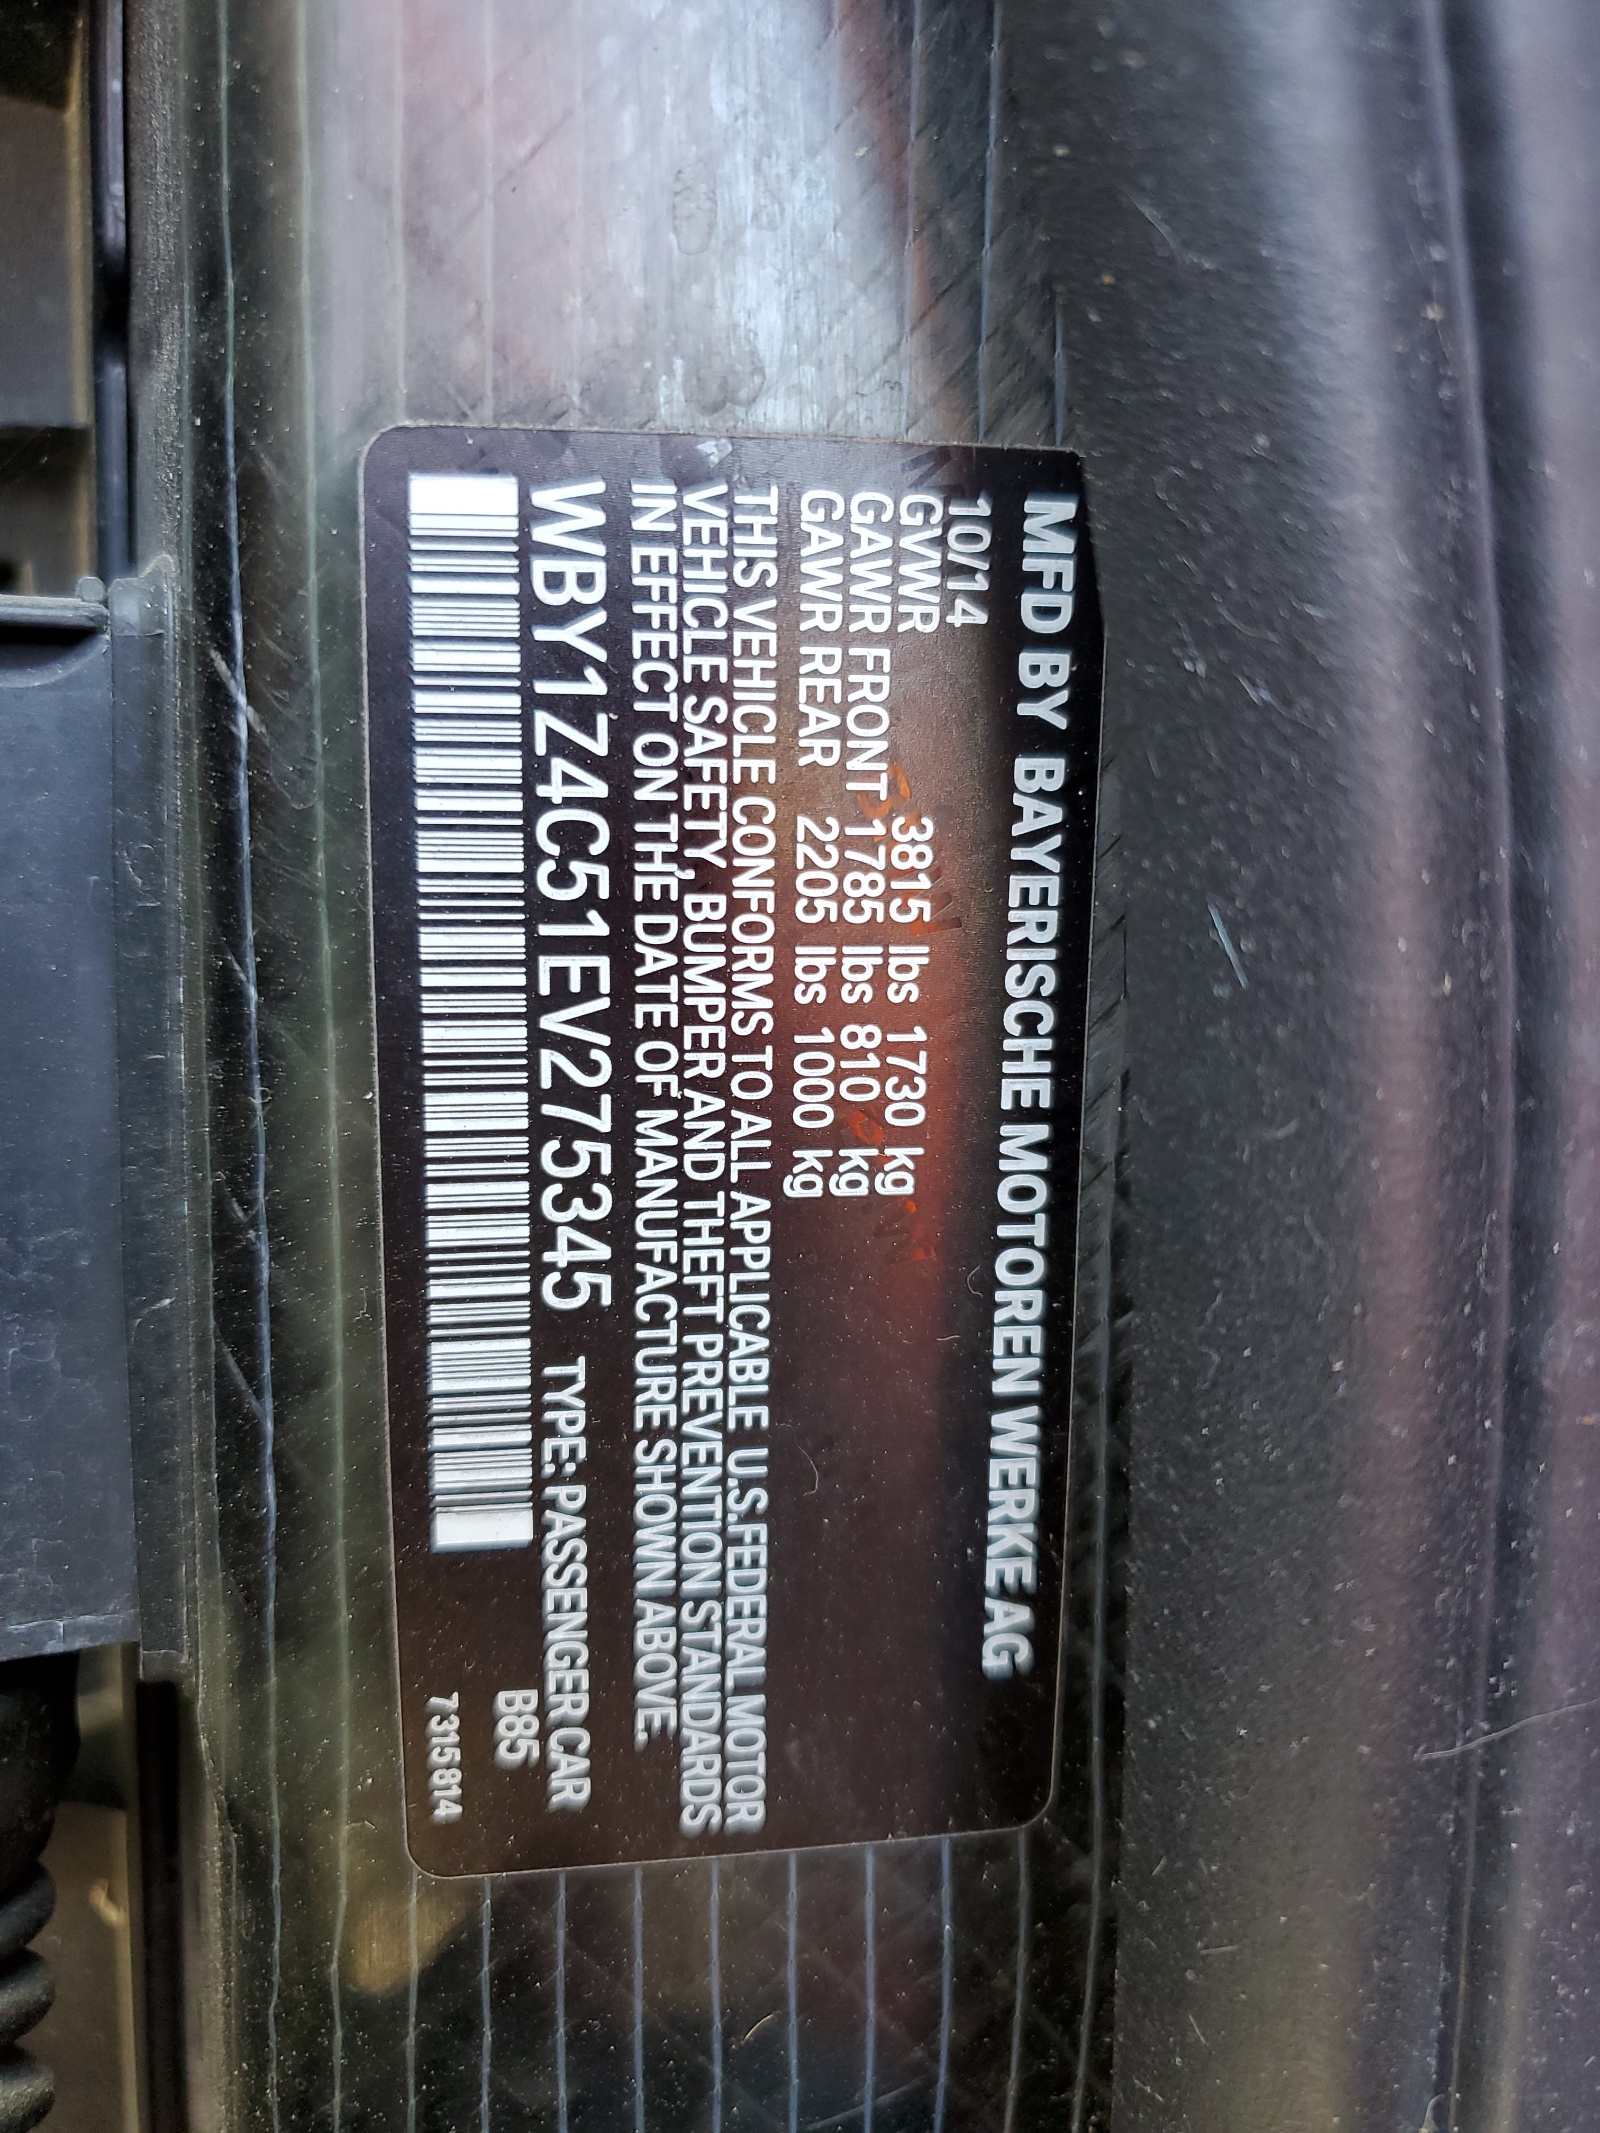 MFD BY BAYERISCHE MOTOREN WERKE AG
10/14
GVWR 3815 lbs 1730 kg
GAWR FRONT 1785 lbs 810 kg
GAWR REAR 2205 lbs 1000 kg
THIS VEHICLE CONFORMS TO ALL APPLICABLE U.S.FEDERAL MOTOR
VEHICLE SAFETY, BUMPER AND THEFT PREVENTION STANDARDS
IN EFFECT ON THE DATE OF MANUFACTURE SHOWN ABOVE.
WBY1Z4C51EV275345 TYPE: PASSENGER CAR
B85
7315814